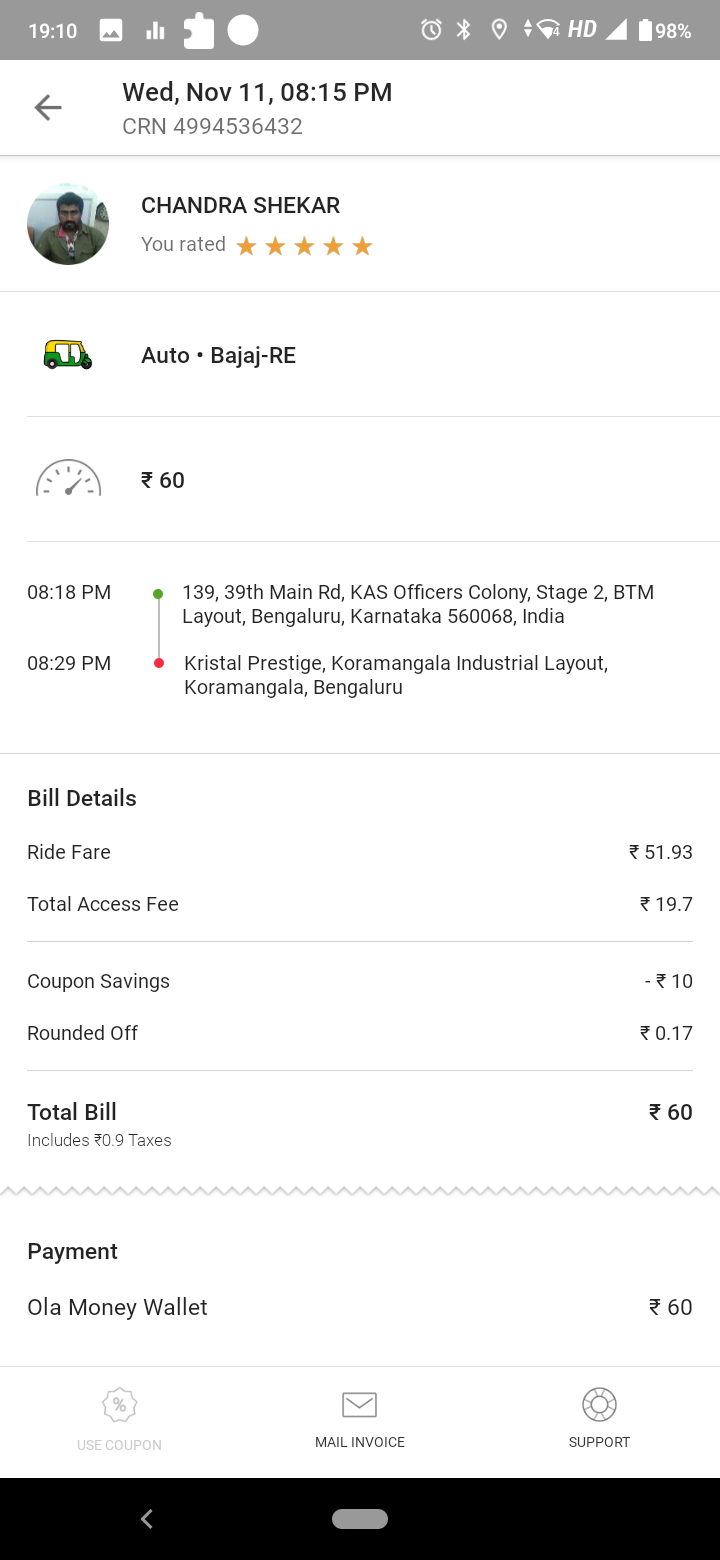 19:10 4 HD 98%
Wed, Nov 11, 08:15 PM
CRN 4994536432
CHANDRA SHEKAR
You rated
Auto • Bajaj-RE
₹ 60
08:18 PM 139, 39th Main Rd, KAS Officers Colony, Stage 2, BTM
Layout, Bengaluru, Karnataka 560068, India
08:29 PM Kristal Prestige, Koramangala Industrial Layout,
Koramangala, Bengaluru
Bill Details
Ride Fare ₹ 51.93
Total Access Fee ₹ 19.7
Coupon Savings - ₹ 10
Rounded Off ₹ 0.17
Total Bill ₹ 60
Includes ₹0.9 Taxes
Payment
Ola Money Wallet ₹ 60
%
USE COUPON MAIL INVOICE SUPPORT